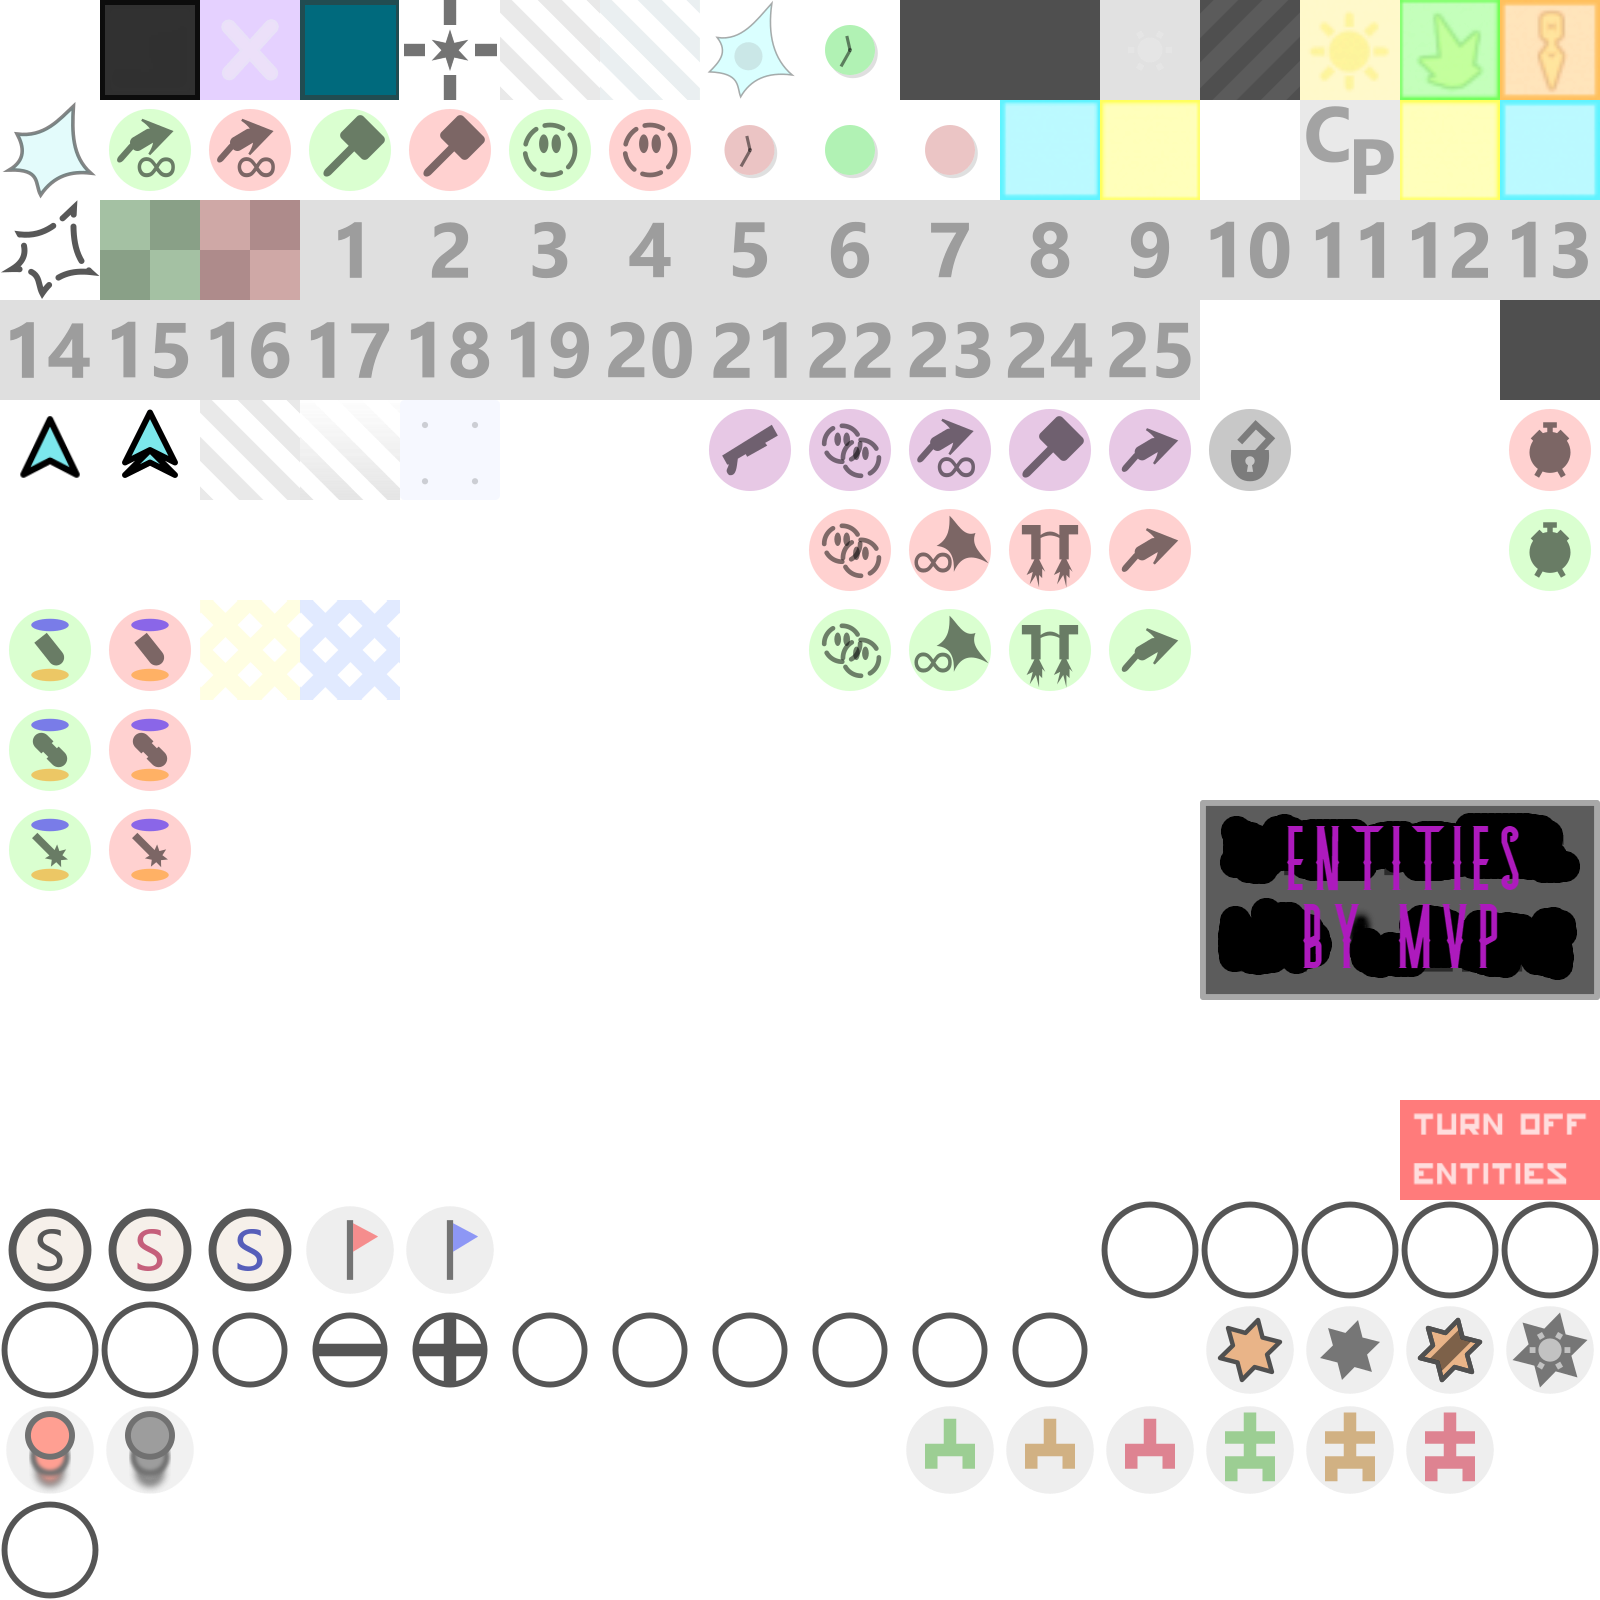 CP
1 2 3 4 5 6 7 8 9 10 11 12 13
14 15 16 17 18 19 20 21 22 23 24 25
ENTITIES
BY MVP
TURN OFF
ENTITIES
S S S